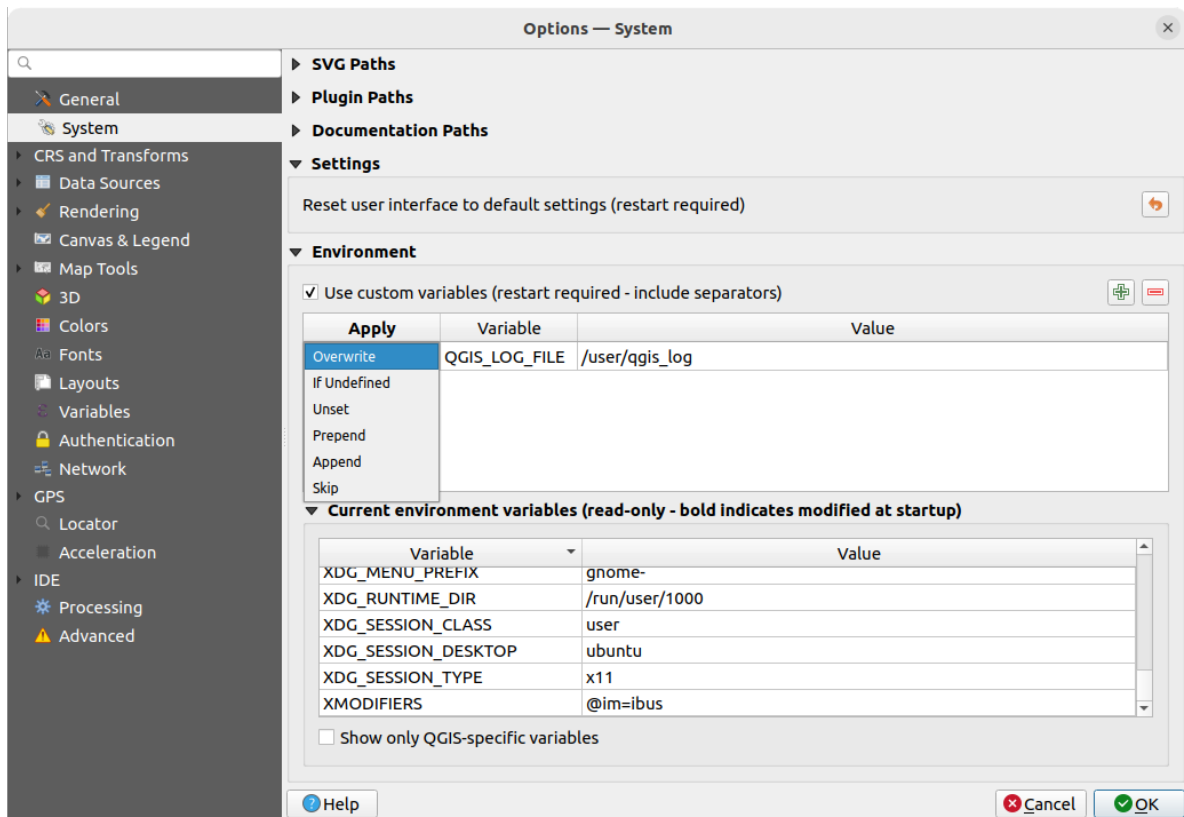 Options — System
General
System
CRS and Transforms
Data Sources
Rendering
Canvas & Legend
Map Tools
3D
Colors
Aa Fonts
Layouts
Variables
Authentication
Network
GPS
Locator
Acceleration
IDE
Processing
Advanced
SVG Paths
Plugin Paths
Documentation Paths
Settings
Reset user interface to default settings (restart required)
Environment
Use custom variables (restart required - include separators)
Apply Variable Value
Overwrite QGIS_LOG_FILE /user/qgis_log
If Undefined
Unset
Prepend
Append
Skip
Current environment variables (read-only - bold indicates modified at startup)
Variable Value
XDG_MENU_PREFIX gnome-
XDG_RUNTIME_DIR /run/user/1000
XDG_SESSION_CLASS user
XDG_SESSION_DESKTOP ubuntu
XDG_SESSION_TYPE x11
XMODIFIERS @im=ibus
Show only QGIS-specific variables
Help Cancel OK